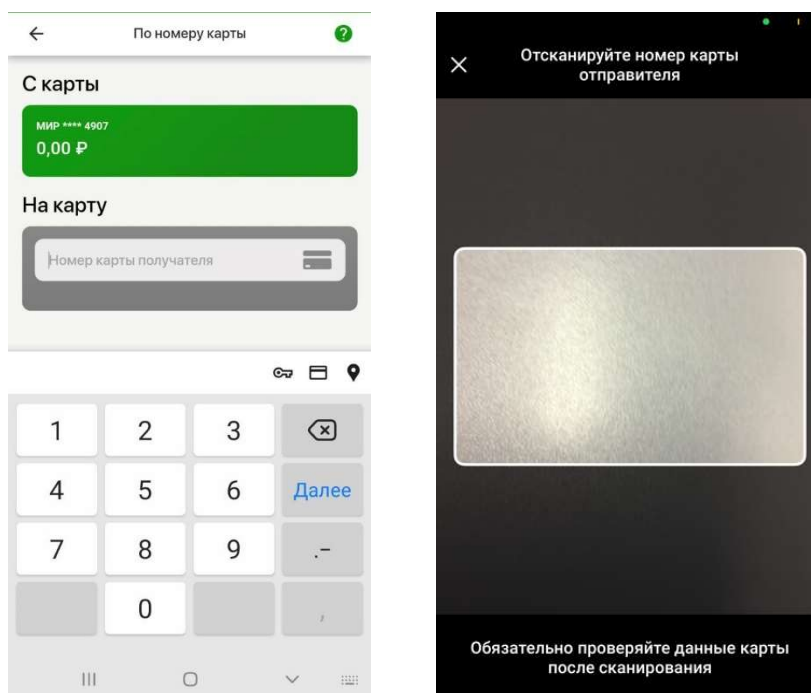 По номеру карты
?
С карты
МИР **** 4907
0,00 ₽
На карту
Номер карты получателя
1 2 3
4 5 6 Далее
7 8 9 .-
0 ,
Отсканируйте номер карты
отправителя
Обязательно проверяйте данные карты
после сканирования